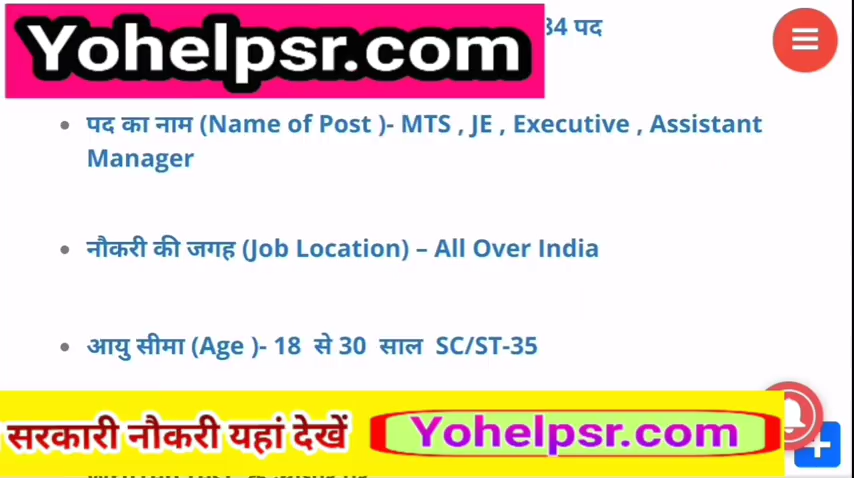 Yohelpsr.com
34 पद
पद का नाम (Name of Post )- MTS , JE , Executive , Assistant
Manager
नौकरी की जगह (Job Location) – All Over India
आयु सीमा (Age )- 18 से 30 साल SC/ST-35
सरकारी नौकरी यहां देखें Yohelpsr.com